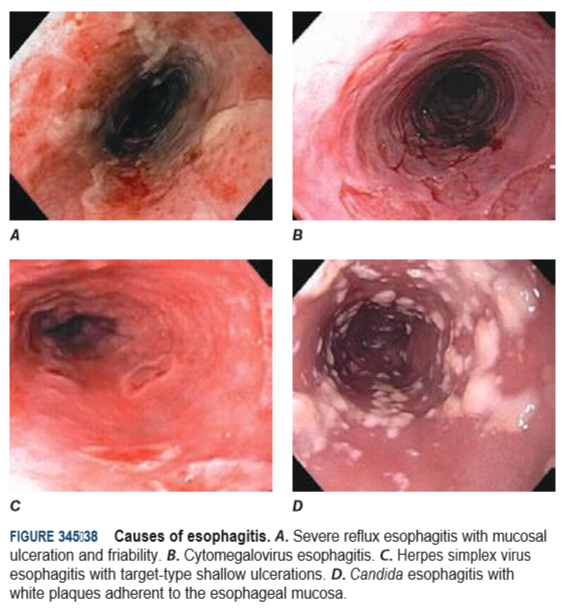 A
B
C
D
FIGURE 345▯38 Causes of esophagitis. A. Severe reflux esophagitis with mucosal
ulceration and friability. B. Cytomegalovirus esophagitis. C. Herpes simplex virus
esophagitis with target-type shallow ulcerations. D. Candida esophagitis with
white plaques adherent to the esophageal mucosa.